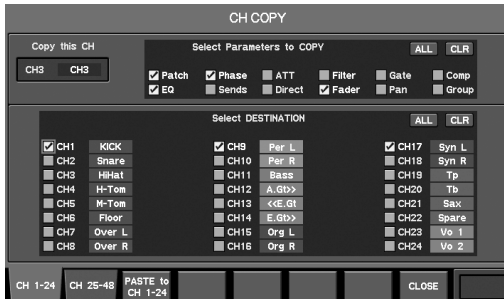 CH COPY
Copy this CH
CH3 CH3
Select Parameters to COPY ALL CLR
Patch Phase ATT Filter Gate Comp
EQ Sends Direct Fader Pan Group
Select DESTINATION ALL CLR
CH1 KICK CH9 Per L CH17 Syn L
CH2 Snare CH10 Per R CH18 Syn R
CH3 HiHat CH11 Bass CH19 Tp
CH4 H-Tom CH12 A.Gt>> CH20 Tb
CH5 M-Tom CH13 <<E.Gt CH21 Sax
CH6 Floor CH14 E.Gt>> CH22 Spare
CH7 Over L CH15 Org L CH23 Vo 1
CH8 Over R CH16 Org R CH24 Vo 2
CH 1-24 CH 25-48 PASTE to CH 1-24 CLOSE